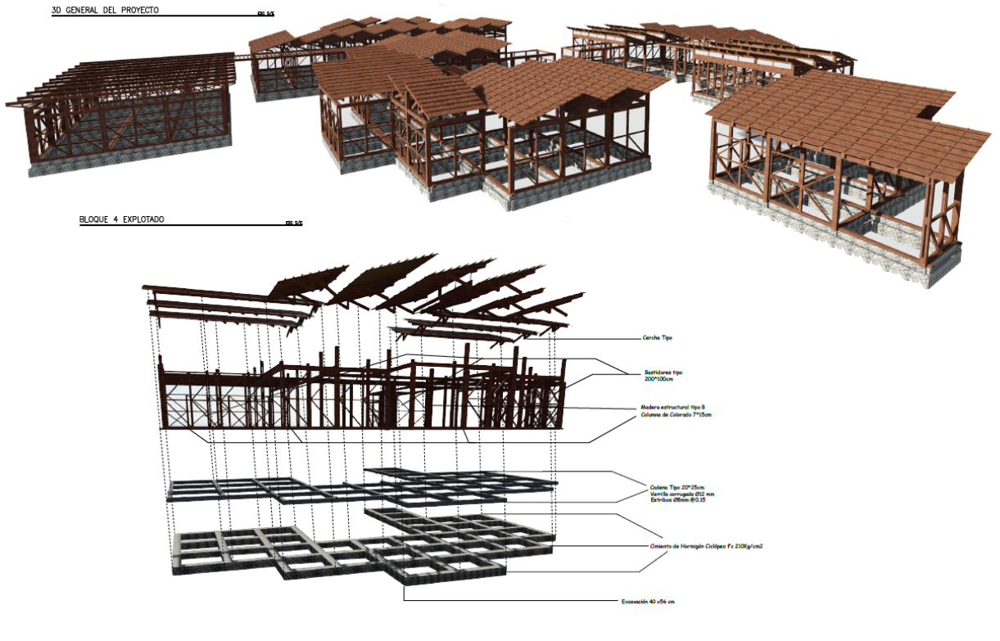 3D GENERAL DEL PROYECTO
ESC S/E
BLOQUE 4 EXPLOTADO
ESC S/E
Cercha Tipo
Bastidores tipo
200*100cm
Madera estructural tipo B
Columna de Colorado 7*15cm
Cadena Tipo 20*25cm
Varrilla corrugada Ø12 mm
Estribos Ø8mm @0.15
Cimiento de Hormigón Ciclópeo f'c 210Kg/cm2
Excavación 40 x56 cm